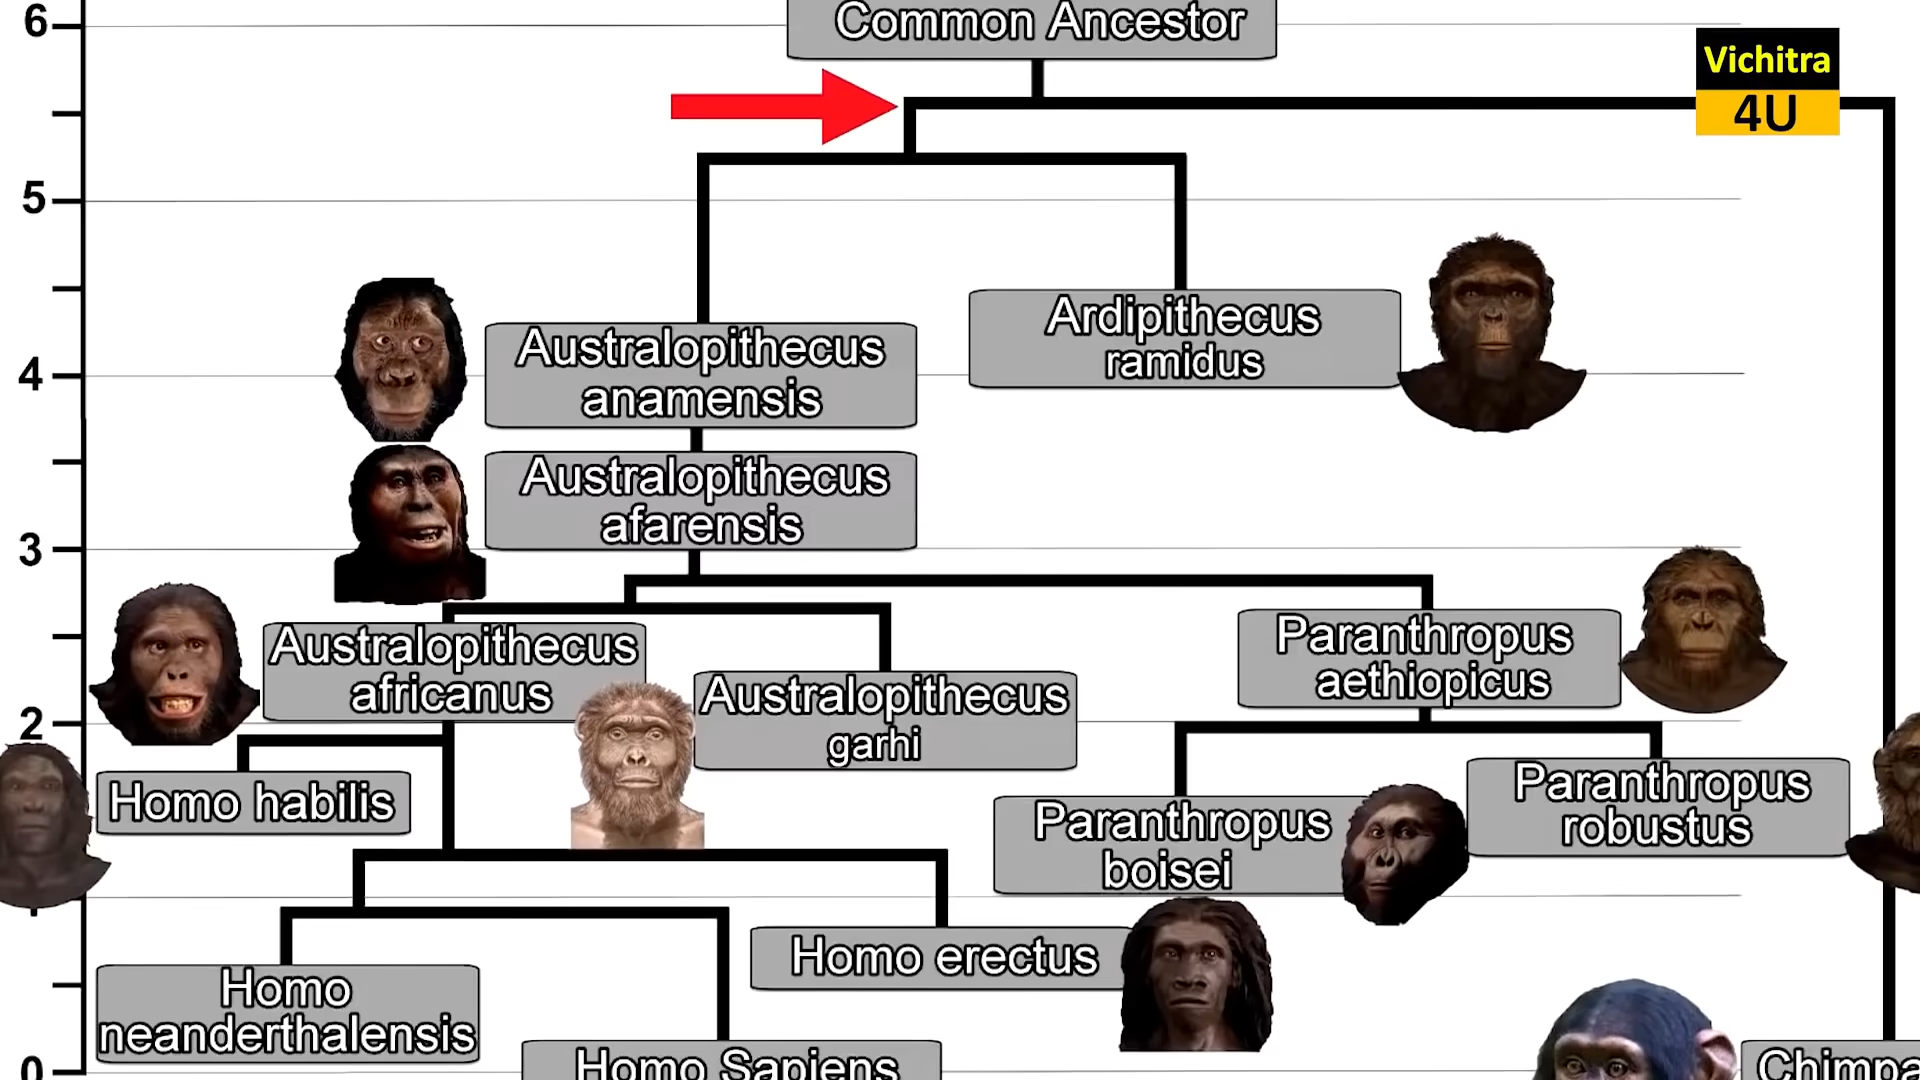 6
Common Ancestor
Vichitra
4U
5
Ardipithecus
ramidus
Australopithecus
anamensis
4
Australopithecus
afarensis
3
Australopithecus
africanus
Paranthropus
aethiopicus
Australopithecus
garhi
2
Homo habilis
Paranthropus
robustus
Paranthropus
boisei
Homo erectus
Homo
neanderthalensis
Homo Sapiens
Chimpa
0